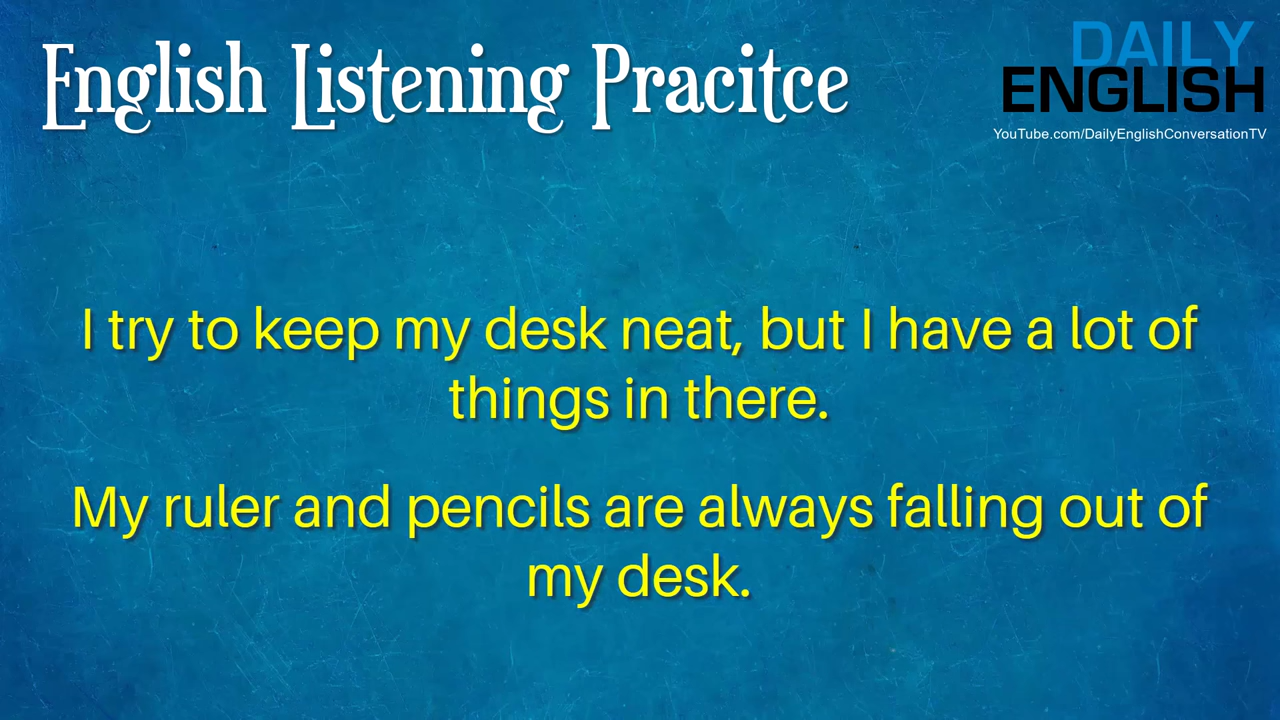 English Listening Pracitce
DAILY
ENGLISH
YouTube.com/DailyEnglishConversationTV
I try to keep my desk neat, but I have a lot of
things in there.
My ruler and pencils are always falling out of
my desk.